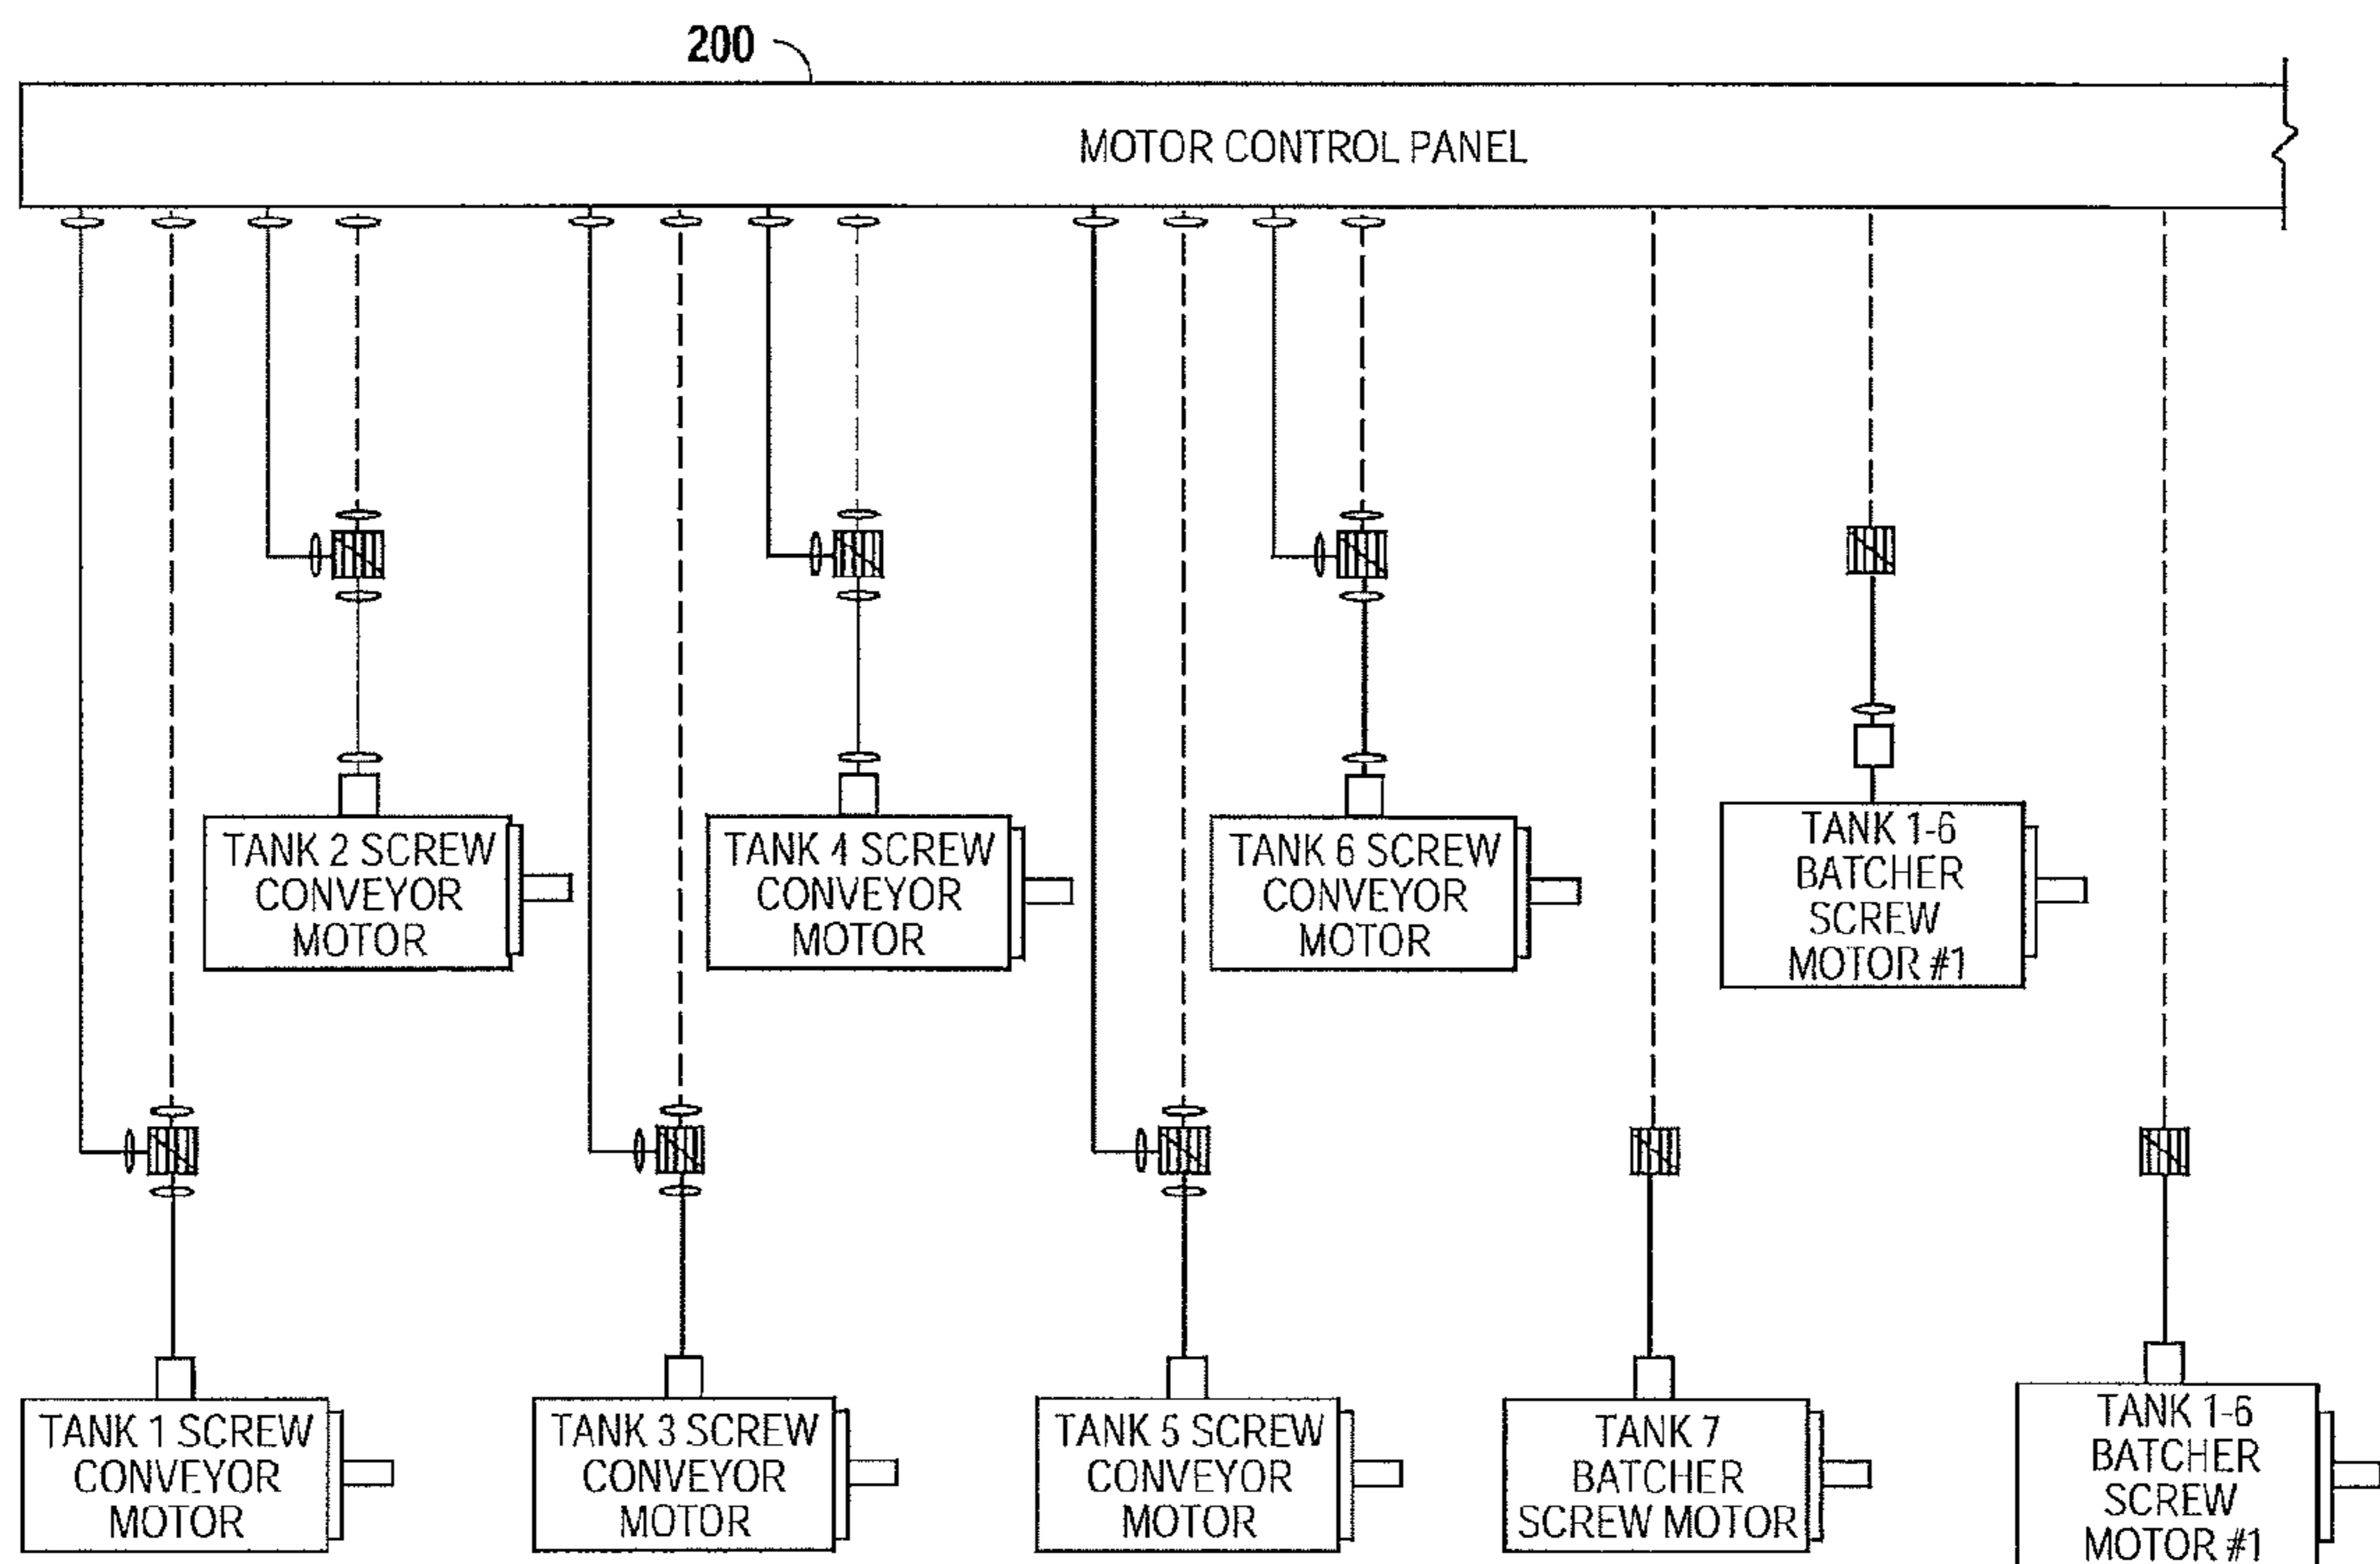 200
MOTOR CONTROL PANEL
TANK 2 SCREW
CONVEYOR
MOTOR
TANK 4 SCREW
CONVEYOR
MOTOR
TANK 6 SCREW
CONVEYOR
MOTOR
TANK 1-6
BATCHER
SCREW
MOTOR #1
TANK 1 SCREW
CONVEYOR
MOTOR
TANK 3 SCREW
CONVEYOR
MOTOR
TANK 5 SCREW
CONVEYOR
MOTOR
TANK 7
BATCHER
SCREW MOTOR
TANK 1-6
BATCHER
SCREW
MOTOR #1